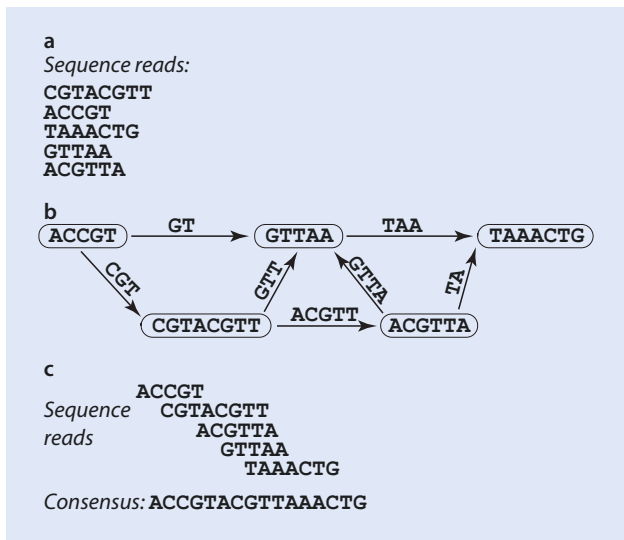 a
Sequence reads:
CGTACGTT
ACCGT
TAAACTG
GTTAA
ACGTTA
b
ACCGT GT GTTAA TAA TAAACTG
CGT GTT GTTA TA
CGTACGTT ACGTT ACGTTA
c
ACCGT
Sequence CGTACGTT
ACGTTA
reads GTTAA
TAAACTG
Consensus: ACCGTACGTTAAACTG